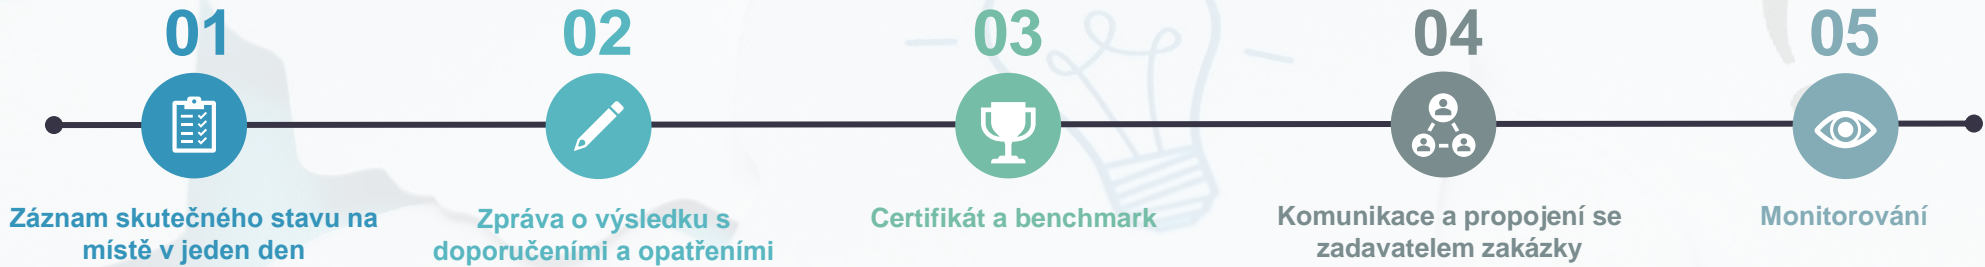 01
Záznam skutečného stavu na
místě v jeden den
02
Zpráva o výsledku s
doporučeními a opatřeními
03
Certifikát a benchmark
04
Komunikace a propojení se
zadavatelem zakázky
05
Monitorování